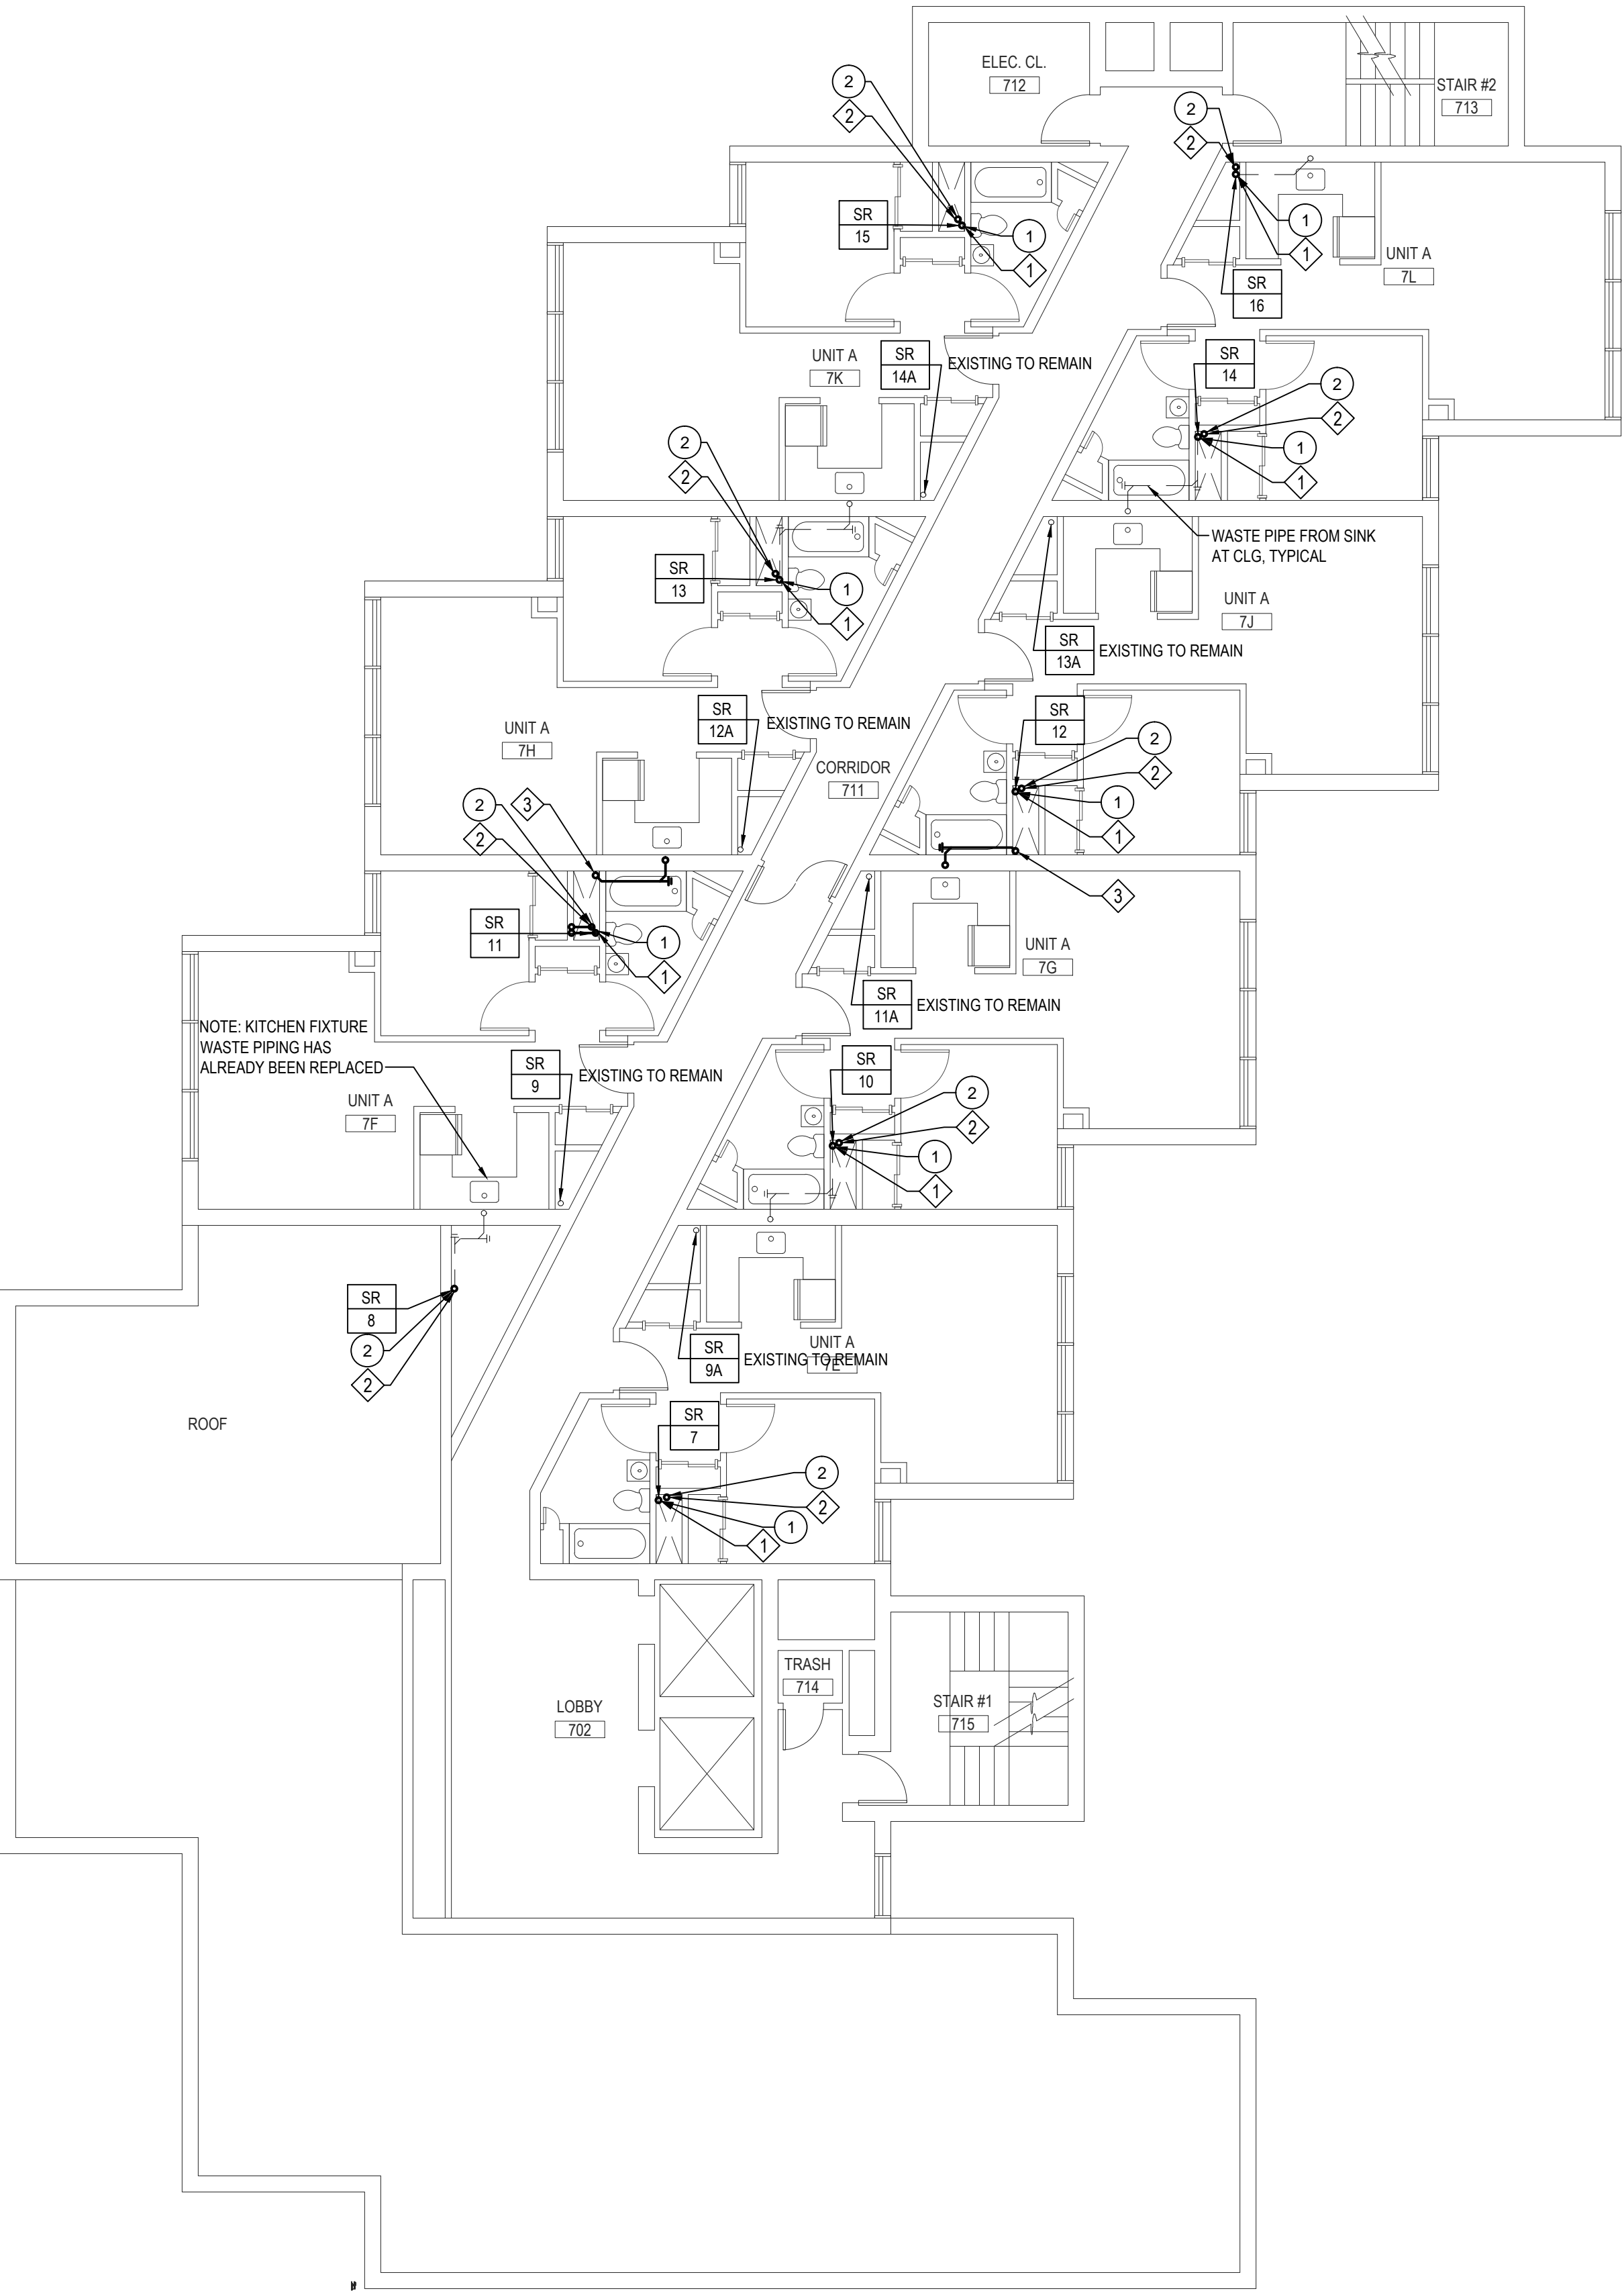 ELEC. CL.
712
STAIR #2
713
2
2
2
2
SR
15
1
1
1
1
SR
16
UNIT A
7L
UNIT A
7K
SR
14A
EXISTING TO REMAIN
SR
14
2
2
1
1
2
2
WASTE PIPE FROM SINK
AT CLG, TYPICAL
SR
13
1
1
UNIT A
7J
SR
13A
EXISTING TO REMAIN
UNIT A
7H
SR
12A
EXISTING TO REMAIN
SR
12
2
2
1
1
CORRIDOR
711
2
3
2
3
SR
11
1
1
UNIT A
7G
SR
11A
EXISTING TO REMAIN
NOTE: KITCHEN FIXTURE
WASTE PIPING HAS
ALREADY BEEN REPLACED
SR
9
EXISTING TO REMAIN
SR
10
2
2
1
1
UNIT A
7F
SR
8
2
2
UNIT A
7E
SR
9A
EXISTING TO REMAIN
ROOF
SR
7
2
2
1
1
TRASH
714
LOBBY
702
STAIR #1
715